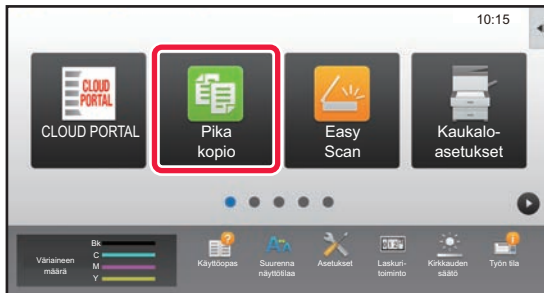 10:15
CLOUD
PORTAL
CLOUD PORTAL
Pika
kopio
Easy
Scan
Kaukalo-
asetukset
Väriaineen
määrä
Bk
C
M
Y
Käyttöopas
Suurenna
näyttötilaa
Asetukset
Laskuri-
toiminto
Kirkkauden
säätö
Työn tila